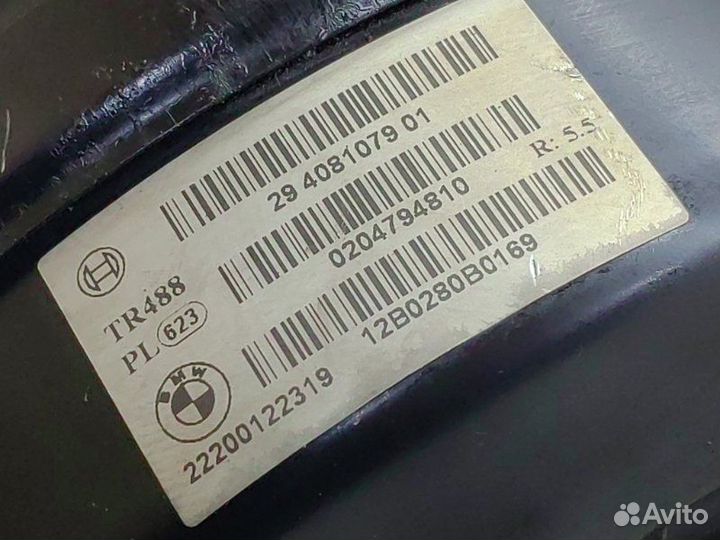 29 4081079 01
0204794810
R: 5.5
TR488
PL 623
12B0280B0169
BMW
22200122319
Avito